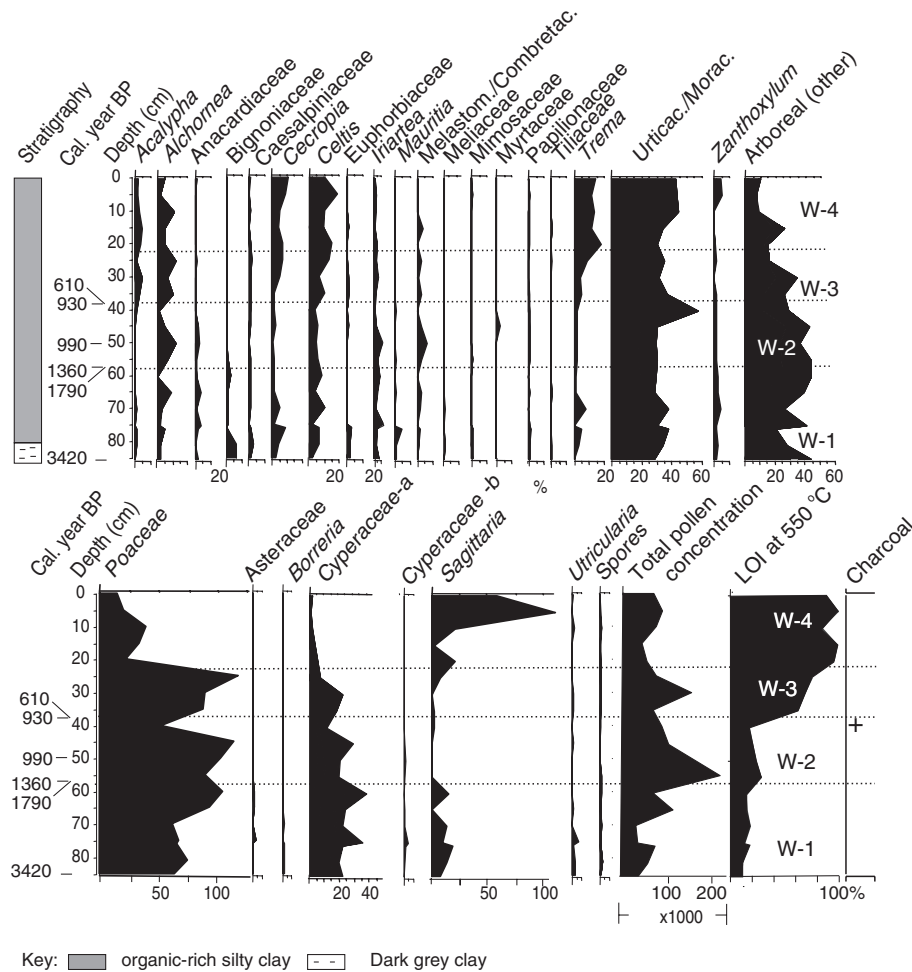 Stratigraphy
Cal. year BP
Depth (cm)
Acalypha
Alchornea
Anacardiaceae
Bignoniaceae
Caesalpiniaceae
Cecropia
Celtis
Euphorbiaceae
Iriartea
Mauritia
Melastom./Combretac.
Meliaceae
Mimosaceae
Myrtaceae
Papilionaceae
Tiliaceae
Trema
Urticac./Morac.
Zanthoxylum
Arboreal (other)
0
10
20
30
40
50
60
70
80
610
930
990
1360
1790
3420
W-4
W-3
W-2
W-1
20 20 20 20 20 % 20 20 40 60 20 20 40 60
Cal. year BP
Depth (cm)
Poaceae
Asteraceae
Borreria
Cyperaceae-a
Cyperaceae -b
Sagittaria
Utricularia
Spores
Total pollen
concentration
LOI at 550 °C
Charcoal
0
10
20
30
40
50
60
70
80
610
930
990
1360
1790
3420
W-4
W-3
+
W-2
W-1
50 100 20 40 50 100 100 200 100%
x1000
Key: organic-rich silty clay Dark grey clay